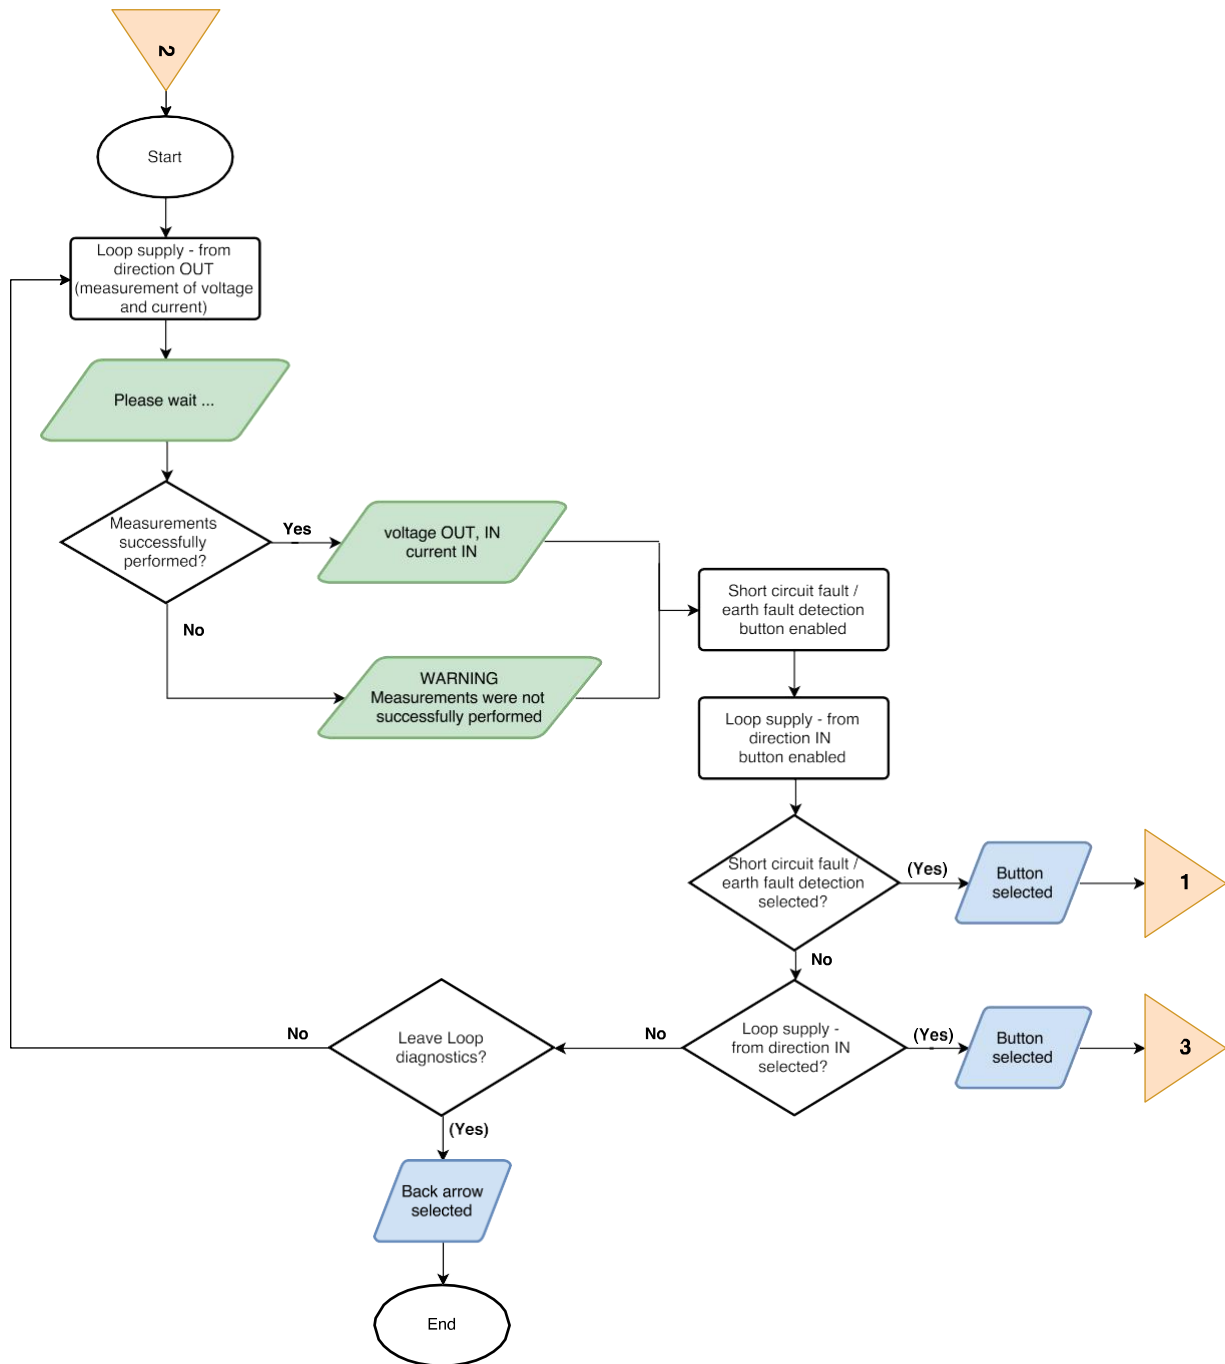 2
Start
Loop supply - from
direction OUT
(measurement of voltage
and current)
Please wait ...
Measurements
successfully
performed?
Yes
voltage OUT, IN
current IN
No
WARNING
Measurements were not
successfully performed
Short circuit fault /
earth fault detection
button enabled
Loop supply - from
direction IN
button enabled
Short circuit fault /
earth fault detection
selected?
(Yes)
Button
selected
1
No
Loop supply -
from direction IN
selected?
(Yes)
Button
selected
3
No
Leave Loop
diagnostics?
No
(Yes)
Back arrow
selected
End